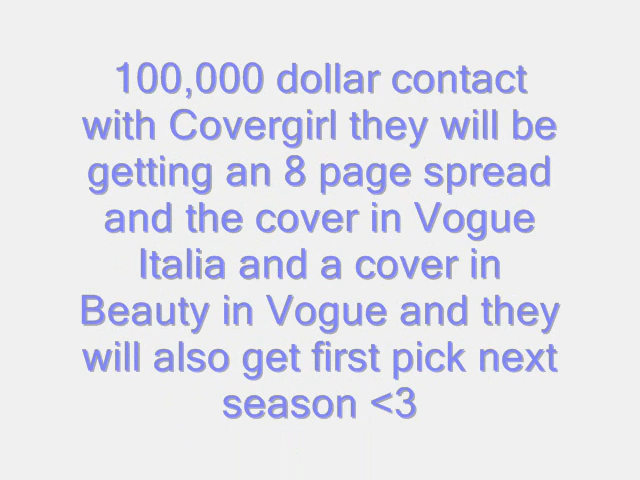 100,000 dollar contact
with Covergirl they will be
getting an 8 page spread
and the cover in Vogue
Italia and a cover in
Beauty in Vogue and they
will also get first pick next
season <3